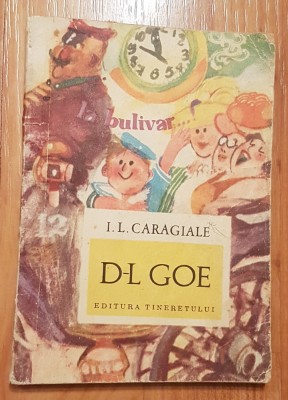 la bulivar
I. L. CARAGIALE
D-L GOE
EDITURA TINERETULUI